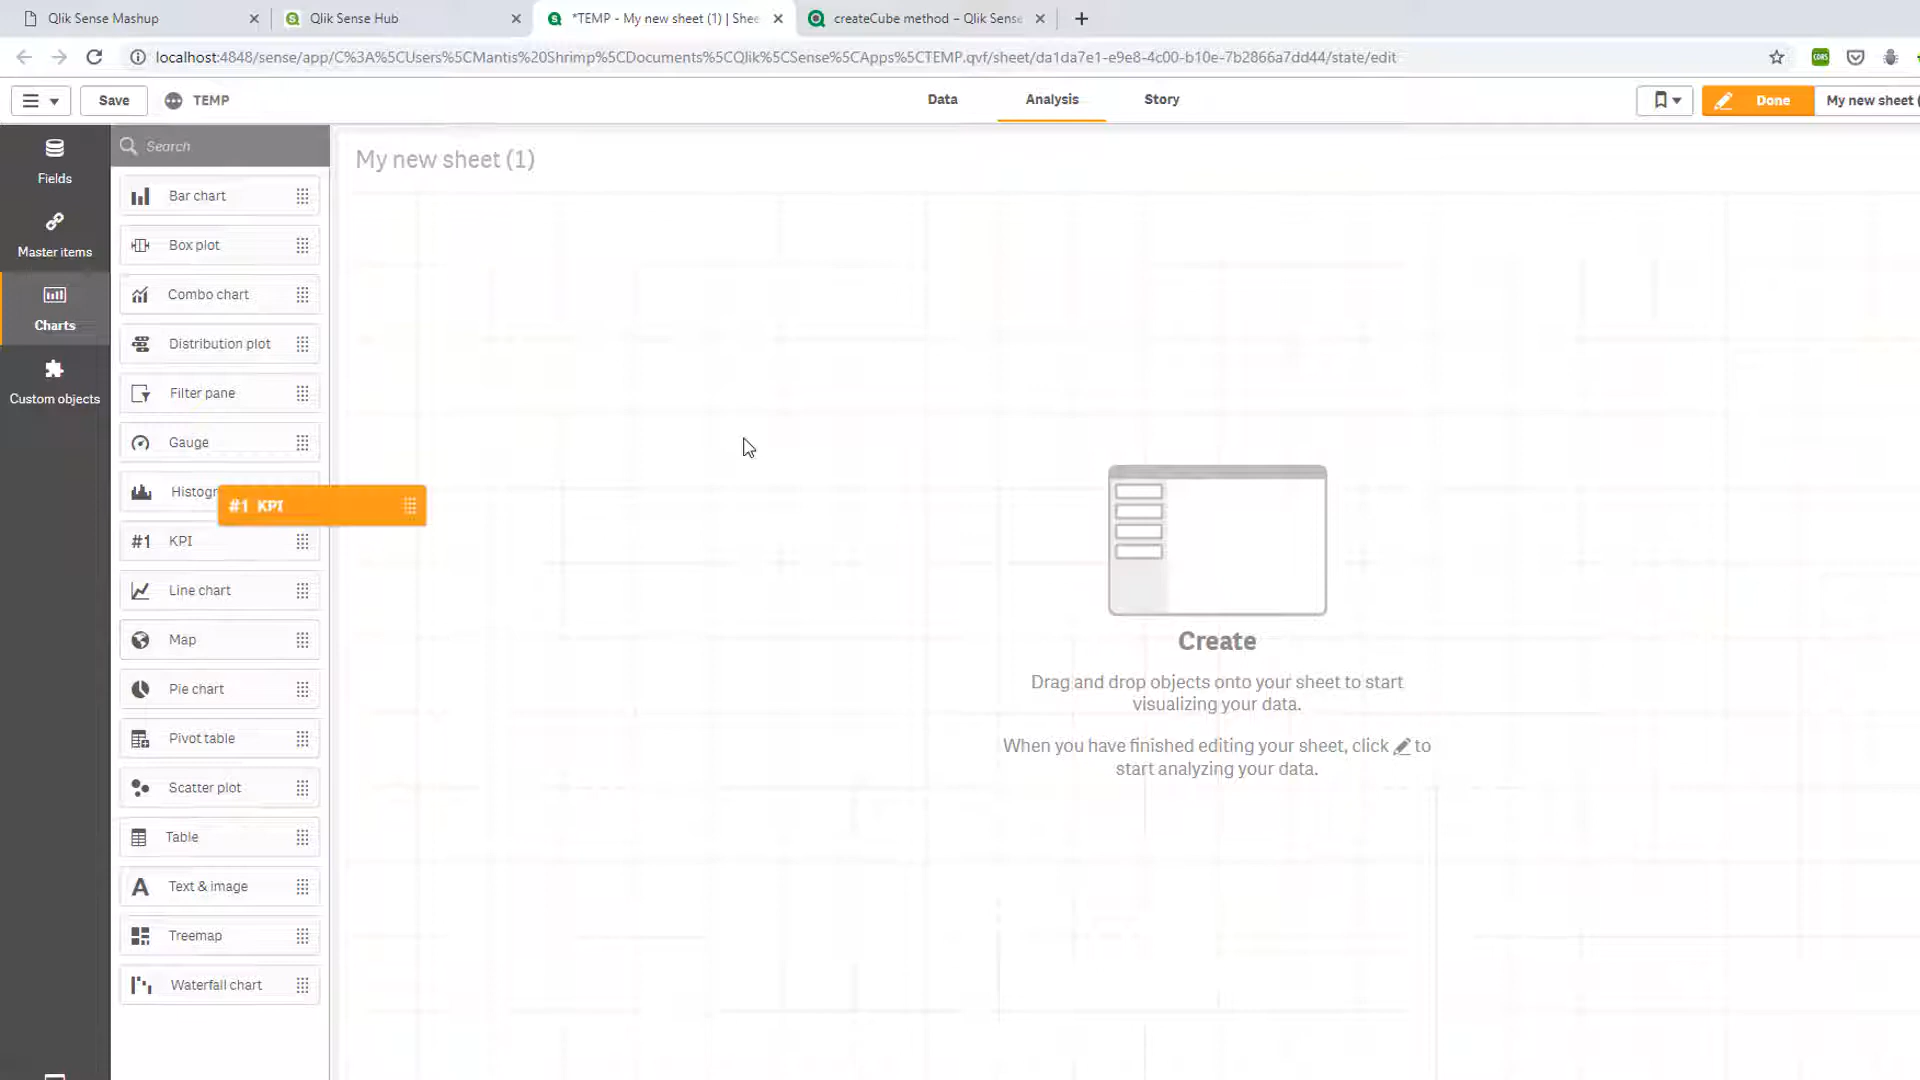 Qlik Sense Mashup
Qlik Sense Hub
*TEMP - My new sheet (1) | Shee
createCube method – Qlik Sense
localhost:4848/sense/app/C%3A%5CUsers%5CMantis%20Shrimp%5CDocuments%5CQlik%5CSense%5CApps%5CTEMP.qvf/sheet/da1da7e1-e9e8-4c00-b10e-7b2866a7dd44/state/edit
Save
TEMP
Data
Analysis
Story
Done
My new sheet (
Fields
Master items
Charts
Custom objects
Search
Bar chart
Box plot
Combo chart
Distribution plot
Filter pane
Gauge
Histogr
#1 KPI
#1 KPI
Line chart
Map
Pie chart
Pivot table
Scatter plot
Table
A Text & image
Treemap
Waterfall chart
My new sheet (1)
Create
Drag and drop objects onto your sheet to start
visualizing your data.
When you have finished editing your sheet, click to
start analyzing your data.